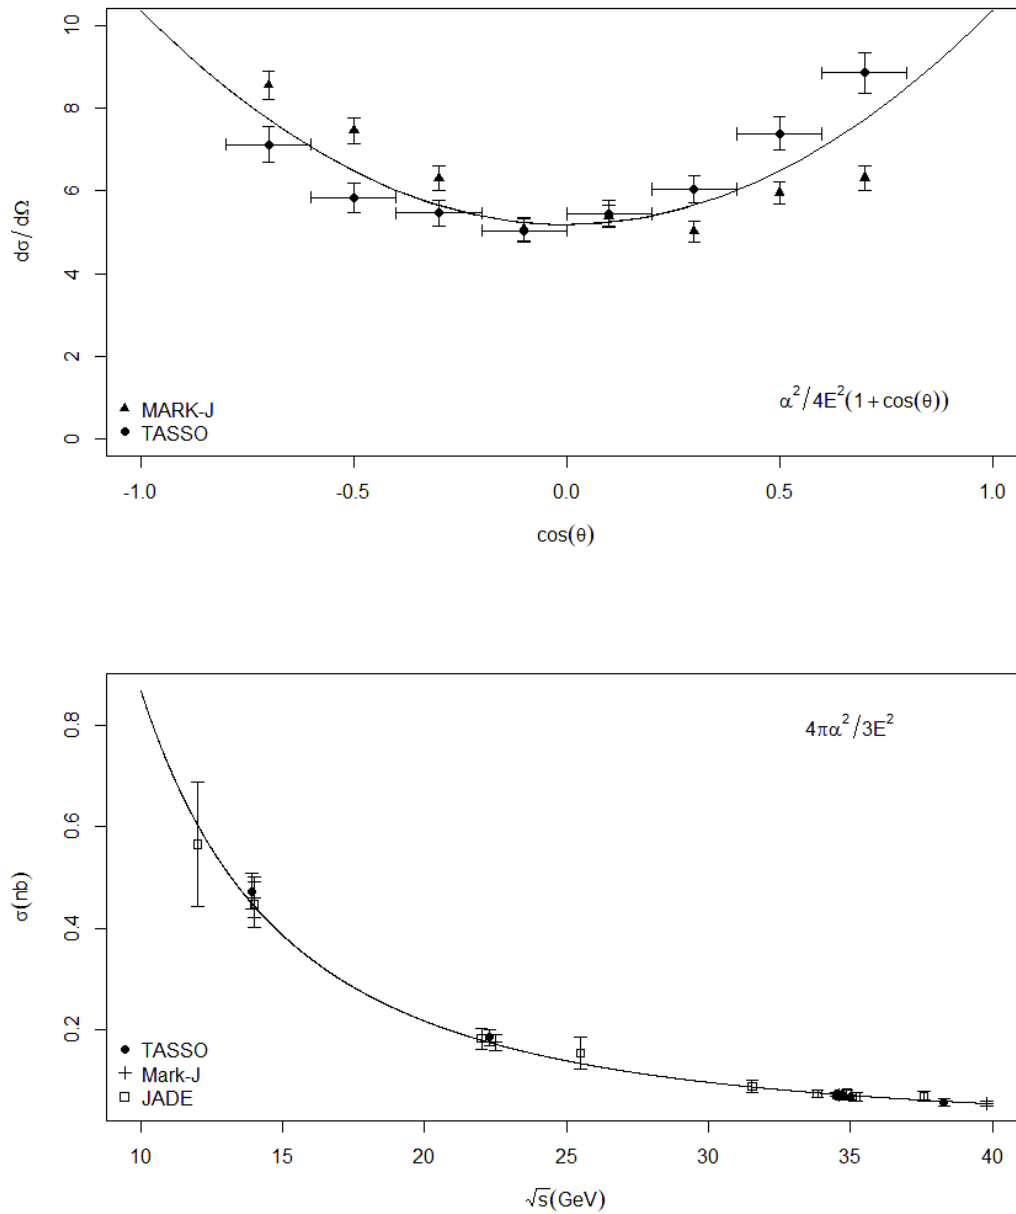 10
8
6
4
2
0
dσ/dΩ
MARK-J
TASSO
α²/4E²(1+cos(θ))
-1.0 -0.5 0.0 0.5 1.0
cos(θ)
0.8
0.6
0.4
0.2
σ(nb)
4πα²/3E²
TASSO
Mark-J
JADE
10 15 20 25 30 35 40
√s(GeV)